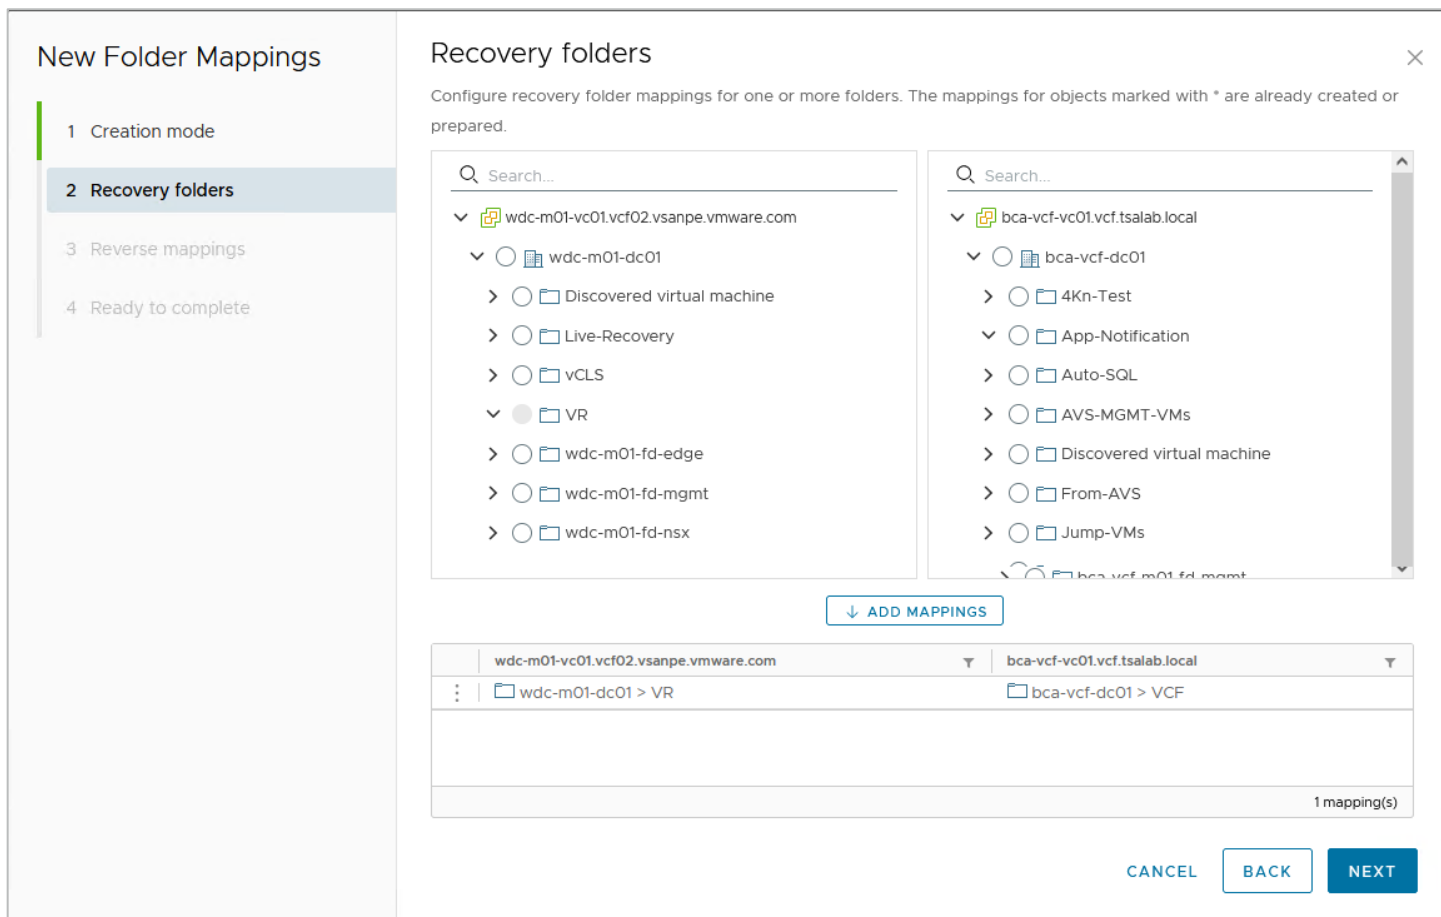 New Folder Mappings
1 Creation mode
2 Recovery folders
3 Reverse mappings
4 Ready to complete
Recovery folders
Configure recovery folder mappings for one or more folders. The mappings for objects marked with * are already created or
prepared.
Search...
wdc-m01-vc01.vcf02.vsanpe.vmware.com
wdc-m01-dc01
Discovered virtual machine
Live-Recovery
vCLS
VR
wdc-m01-fd-edge
wdc-m01-fd-mgmt
wdc-m01-fd-nsx
Search...
bca-vcf-vc01.vcf.tsalab.local
bca-vcf-dc01
4Kn-Test
App-Notification
Auto-SQL
AVS-MGMT-VMs
Discovered virtual machine
From-AVS
Jump-VMs
bca-vcf-m01-fd-mgmt
ADD MAPPINGS
wdc-m01-vc01.vcf02.vsanpe.vmware.com
bca-vcf-vc01.vcf.tsalab.local
wdc-m01-dc01 > VR
bca-vcf-dc01 > VCF
1 mapping(s)
CANCEL
BACK
NEXT